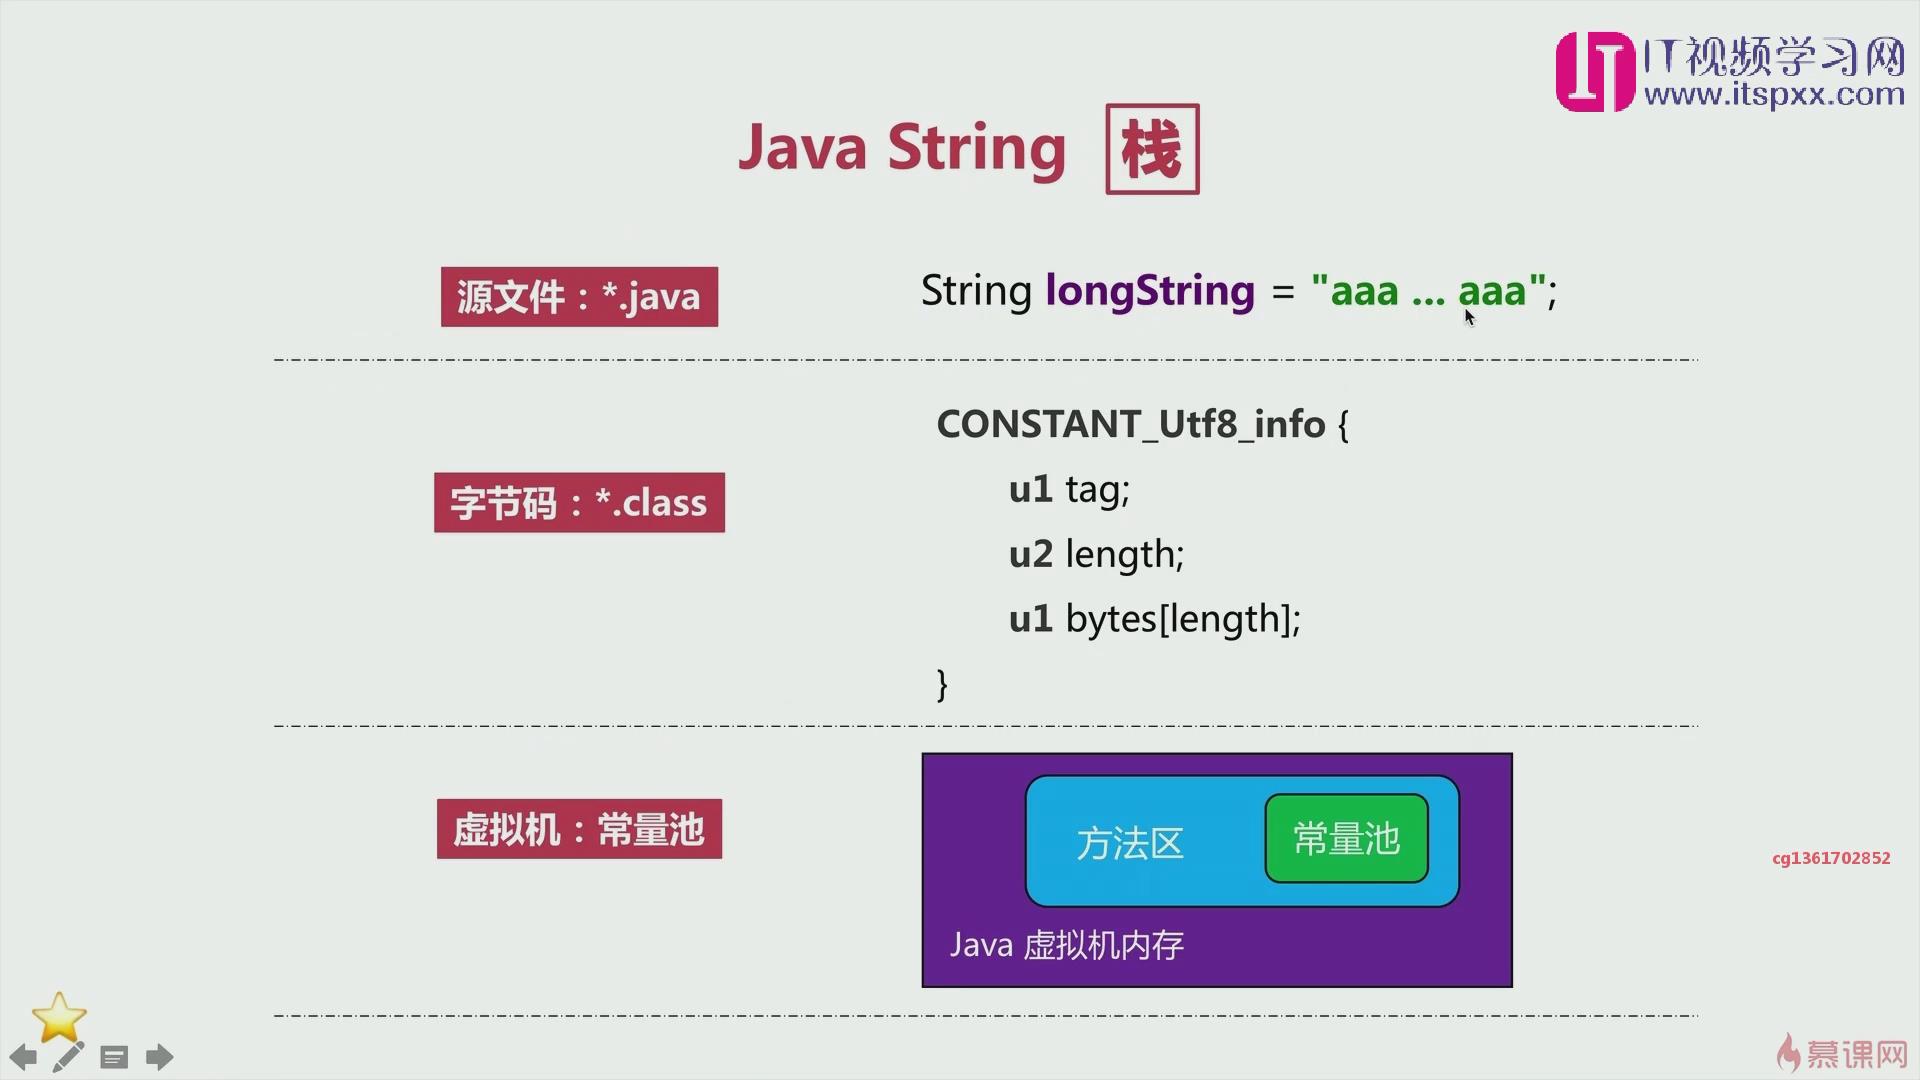 IT视频学习网
www.itspxx.com
Java String 栈
源文件：*.java
String longString = "aaa ... aaa";
字节码：*.class
CONSTANT_Utf8_info {
u1 tag;
u2 length;
u1 bytes[length];
}
虚拟机：常量池
方法区
常量池
Java 虚拟机内存
cg1361702852
慕课网